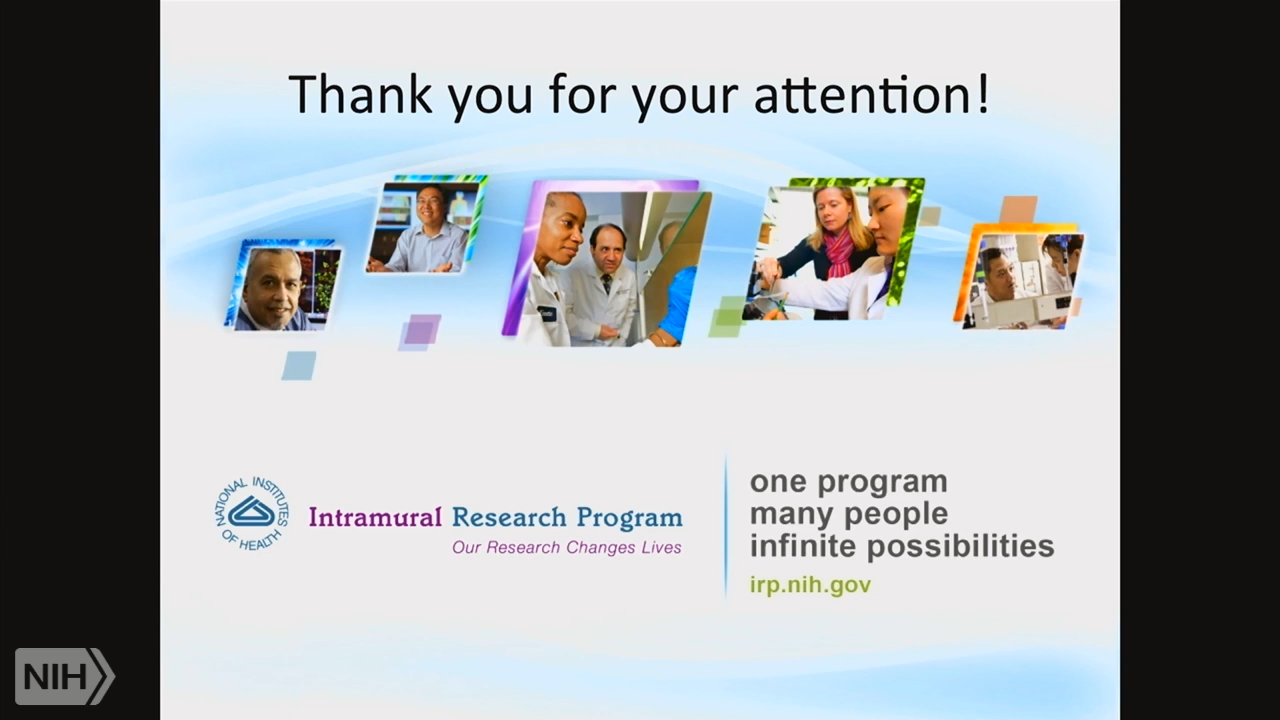 Thank you for your attention!
NATIONAL INSTITUTES
OF HEALTH
Intramural Research Program
Our Research Changes Lives
one program
many people
infinite possibilities
irp.nih.gov
NIH